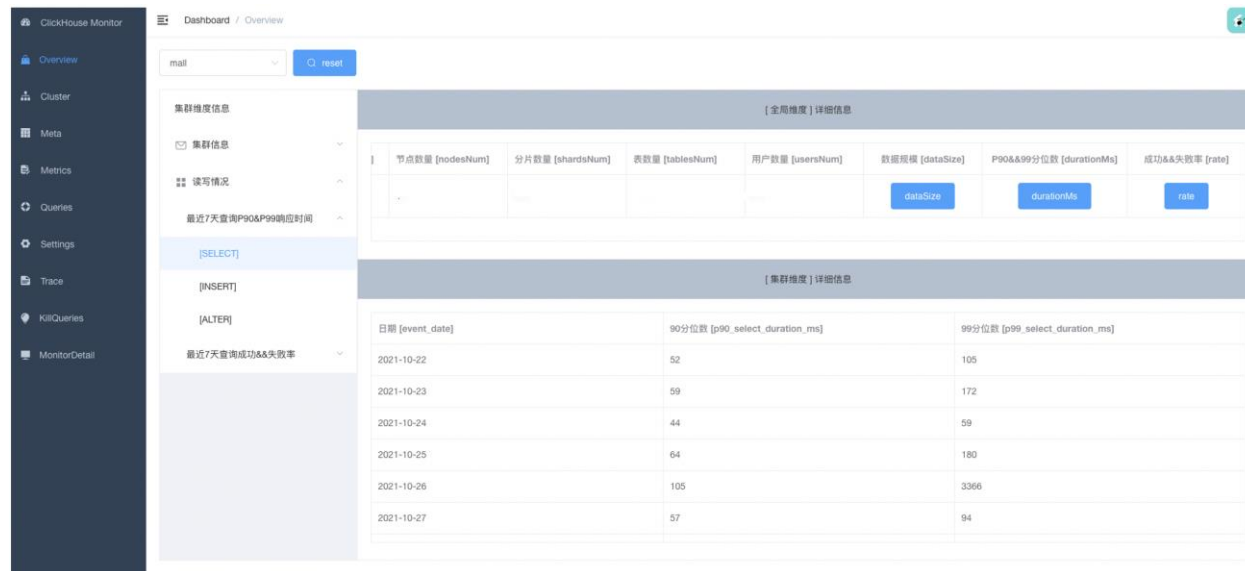 ClickHouse Monitor
Overview
Cluster
Meta
Metrics
Queries
Settings
Trace
KillQueries
MonitorDetail
Dashboard / Overview
mall
reset
集群维度信息
集群信息
读写情况
最近7天查询P90&P99响应时间
[SELECT]
[INSERT]
[ALTER]
最近7天查询成功&&失败率
[ 全局维度 ] 详细信息
] 节点数量 [nodesNum] 分片数量 [shardsNum] 表数量 [tablesNum] 用户数量 [usersNum] 数据规模 [dataSize] P90&&99分位数 [durationMs] 成功&&失败率 [rate]
dataSize durationMs rate
[ 集群维度 ] 详细信息
日期 [event_date] 90分位数 [p90_select_duration_ms] 99分位数 [p99_select_duration_ms]
2021-10-22 52 105
2021-10-23 59 172
2021-10-24 44 59
2021-10-25 64 180
2021-10-26 105 3366
2021-10-27 57 94